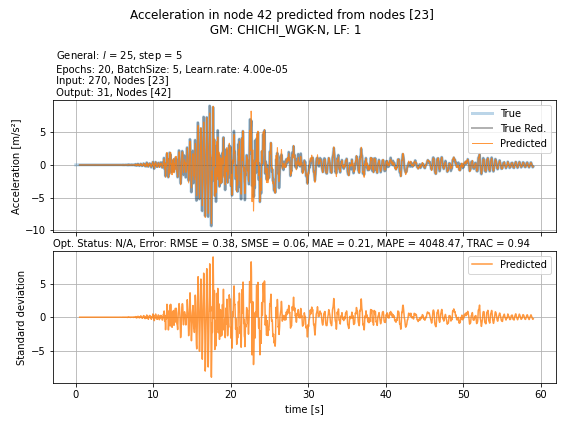 Acceleration in node 42 predicted from nodes [23]
GM: CHICHI_WGK-N, LF: 1
General: l = 25, step = 5
Epochs: 20, BatchSize: 5, Learn.rate: 4.00e-05
Input: 270, Nodes [23]
Output: 31, Nodes [42]
True
True Red.
Predicted
Acceleration [m/s²]
5
0
−5
−10
Opt. Status: N/A, Error: RMSE = 0.38, SMSE = 0.06, MAE = 0.21, MAPE = 4048.47, TRAC = 0.94
Predicted
Standard deviation
5
0
−5
0 10 20 30 40 50 60
time [s]